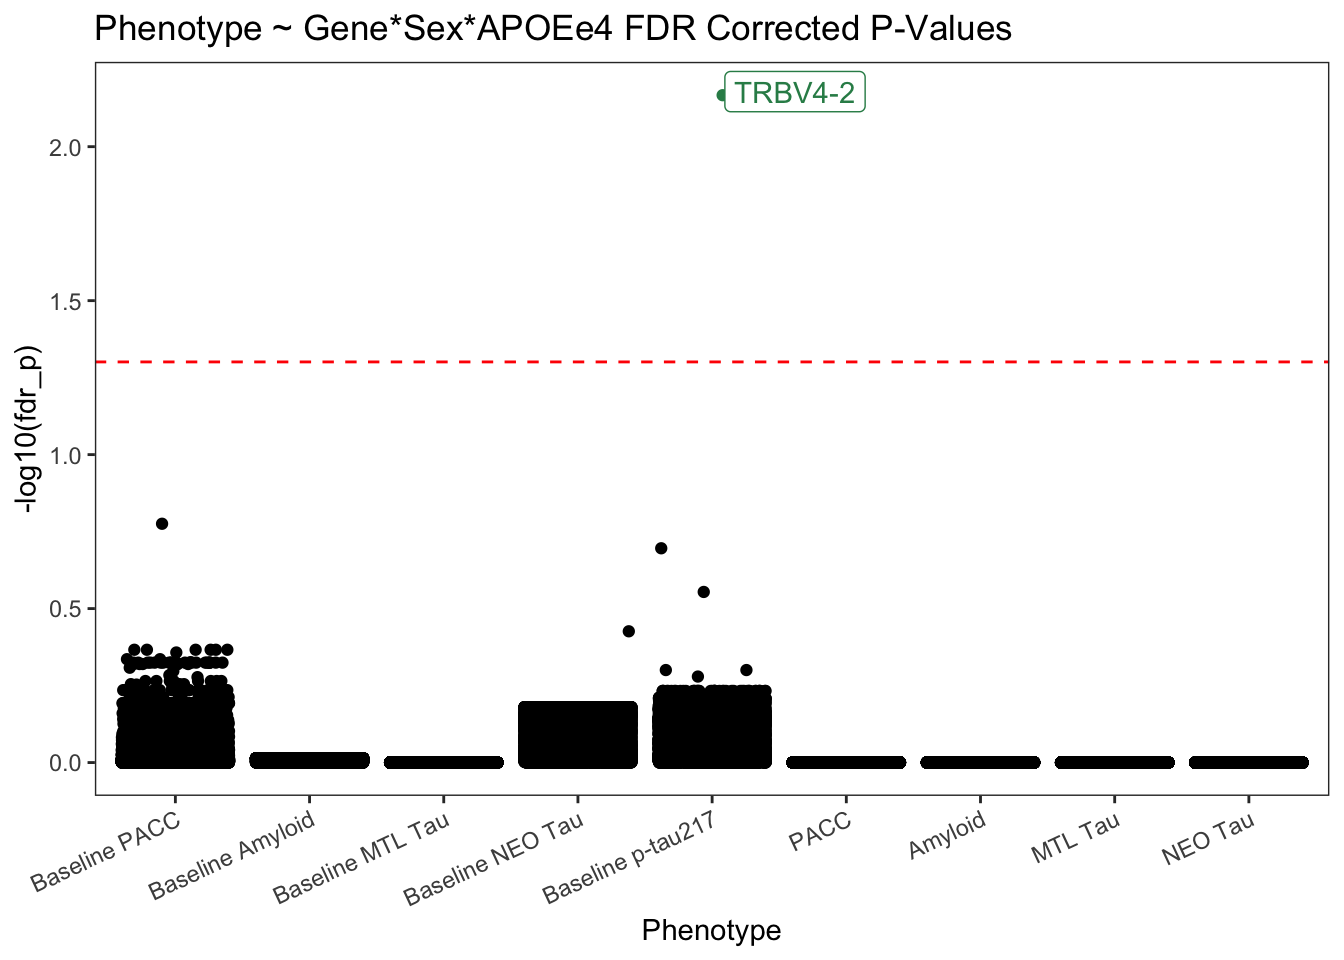 Phenotype ~ Gene*Sex*APOEe4 FDR Corrected P-Values
TRBV4-2
2.0
1.5
1.0
0.5
0.0
-log10(fdr_p)
Baseline PACC
Baseline Amyloid
Baseline MTL Tau
Baseline NEO Tau
Baseline p-tau217
PACC
Amyloid
MTL Tau
NEO Tau
Phenotype